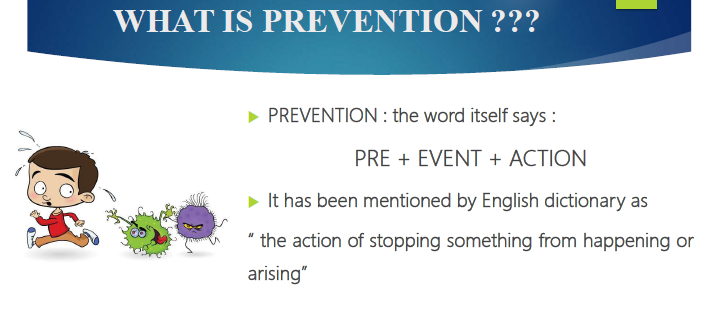 WHAT IS PREVENTION ???
PREVENTION : the word itself says :
PRE + EVENT + ACTION
It has been mentioned by English dictionary as
“ the action of stopping something from happening or
arising”